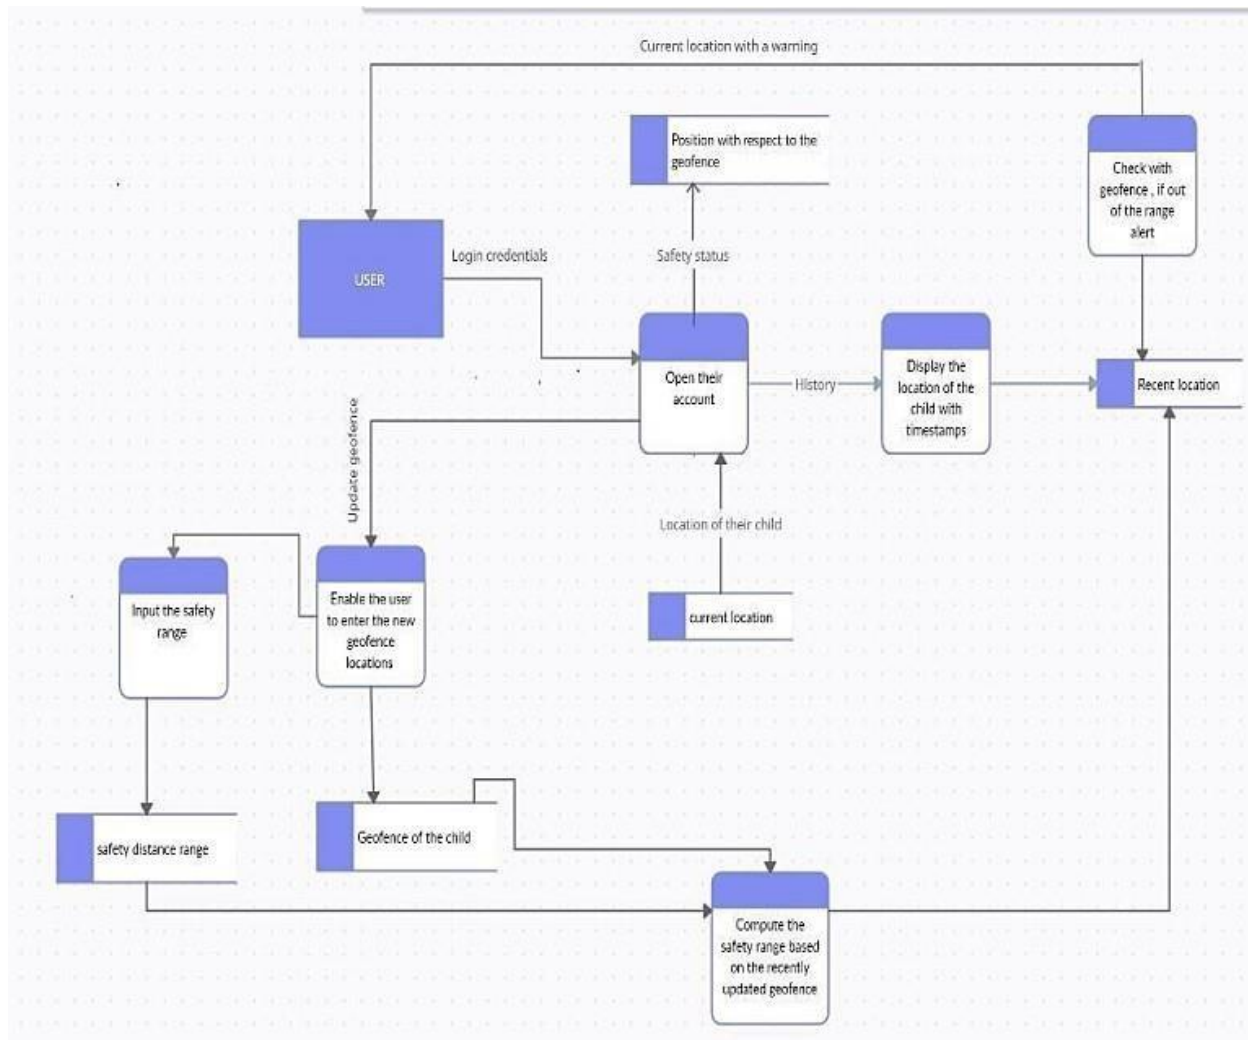 Current location with a warning
Position with respect to the
geofence
Check with
geofence , if out
of the range
alert
Login credentials
Safety status
USER
Open their
account
History
Display the
location of the
child with
timestamps
Recent location
Update geofence
Location of their child
Input the safety
range
Enable the user
to enter the new
geofence
locations
current location
safety distance range
Geofence of the child
Compute the
safety range based
on the recently
updated geofence